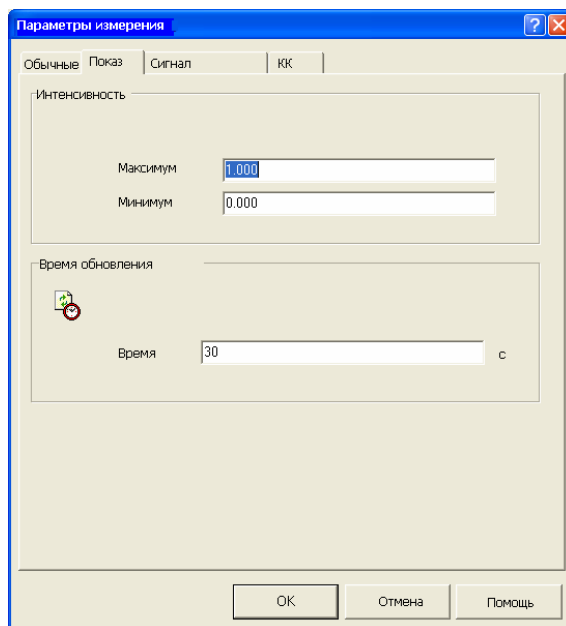 Параметры измерения
Обычные Показ Сигнал КК
Интенсивность
Максимум 1.000
Минимум 0.000
Время обновления
Время 30 с
OK Отмена Помощь